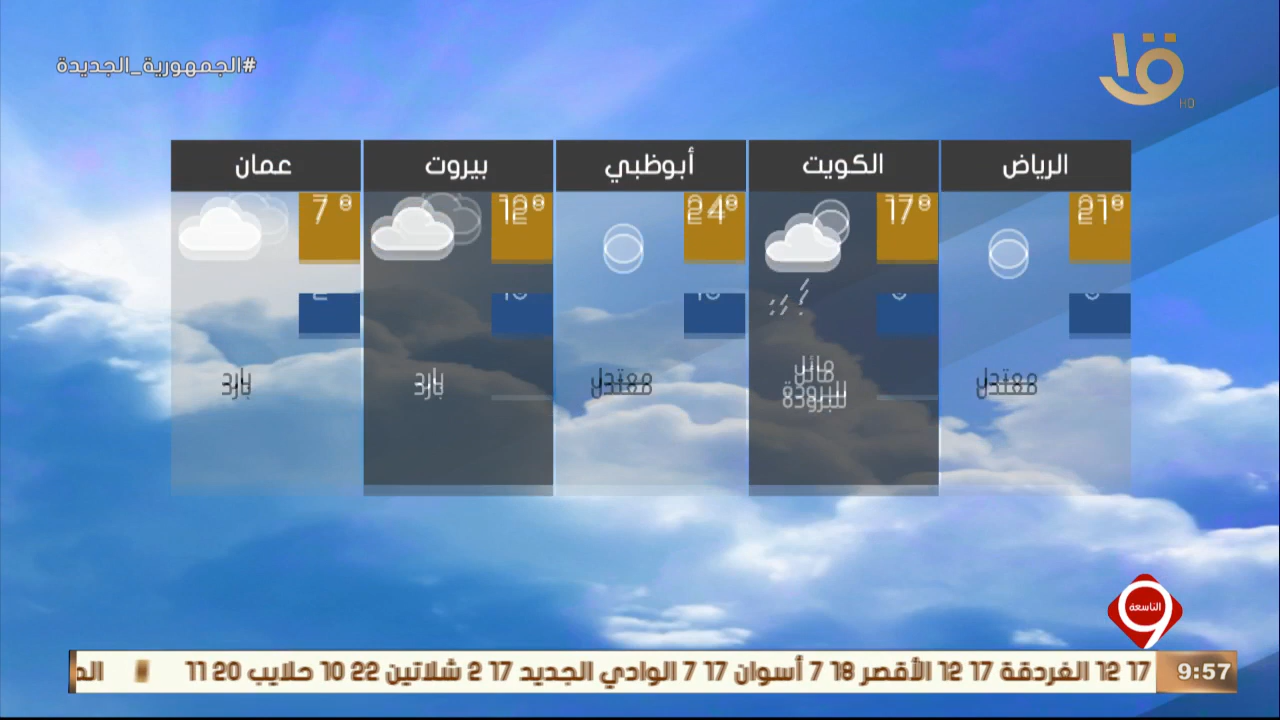 #الجمهورية_الجديدة
HD
الرياض
21°
معتدل
الكويت
17°
مائل
للبرودة
أبوظبي
24°
معتدل
بيروت
12°
بارد
عمان
7°
بارد
التاسعة
9
9:57
17 12 الغردقة 17 12 الأقصر 18 7 أسوان 17 7 الوادي الجديد 17 2 شلاتين 22 10 حلايب 20 11